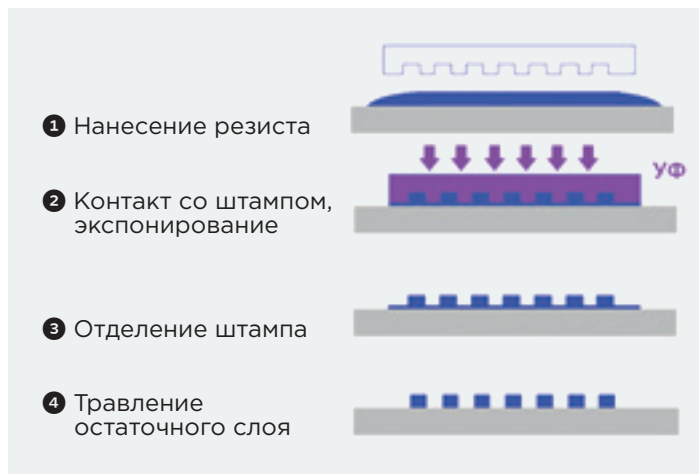 1 Нанесение резиста
УФ
2 Контакт со штампом,
экспонирование
3 Отделение штампа
4 Травление
остаточного слоя